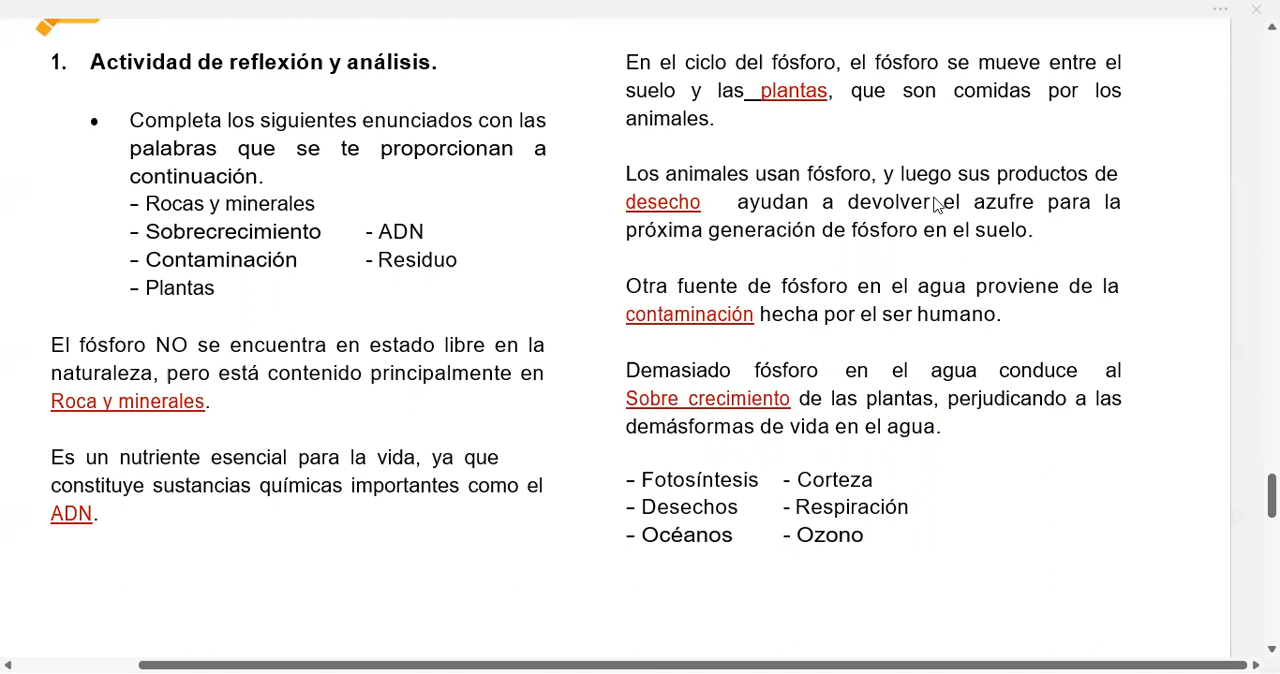 1. Actividad de reflexión y análisis.
• Completa los siguientes enunciados con las
palabras que se te proporcionan a
continuación.
– Rocas y minerales
– Sobrecrecimiento - ADN
– Contaminación - Residuo
– Plantas
El fósforo NO se encuentra en estado libre en la
naturaleza, pero está contenido principalmente en
Roca y minerales.
Es un nutriente esencial para la vida, ya que
constituye sustancias químicas importantes como el
ADN.
En el ciclo del fósforo, el fósforo se mueve entre el
suelo y las plantas, que son comidas por los
animales.
Los animales usan fósforo, y luego sus productos de
desecho ayudan a devolver el azufre para la
próxima generación de fósforo en el suelo.
Otra fuente de fósforo en el agua proviene de la
contaminación hecha por el ser humano.
Demasiado fósforo en el agua conduce al
Sobre crecimiento de las plantas, perjudicando a las
demásformas de vida en el agua.
– Fotosíntesis - Corteza
– Desechos - Respiración
– Océanos - Ozono